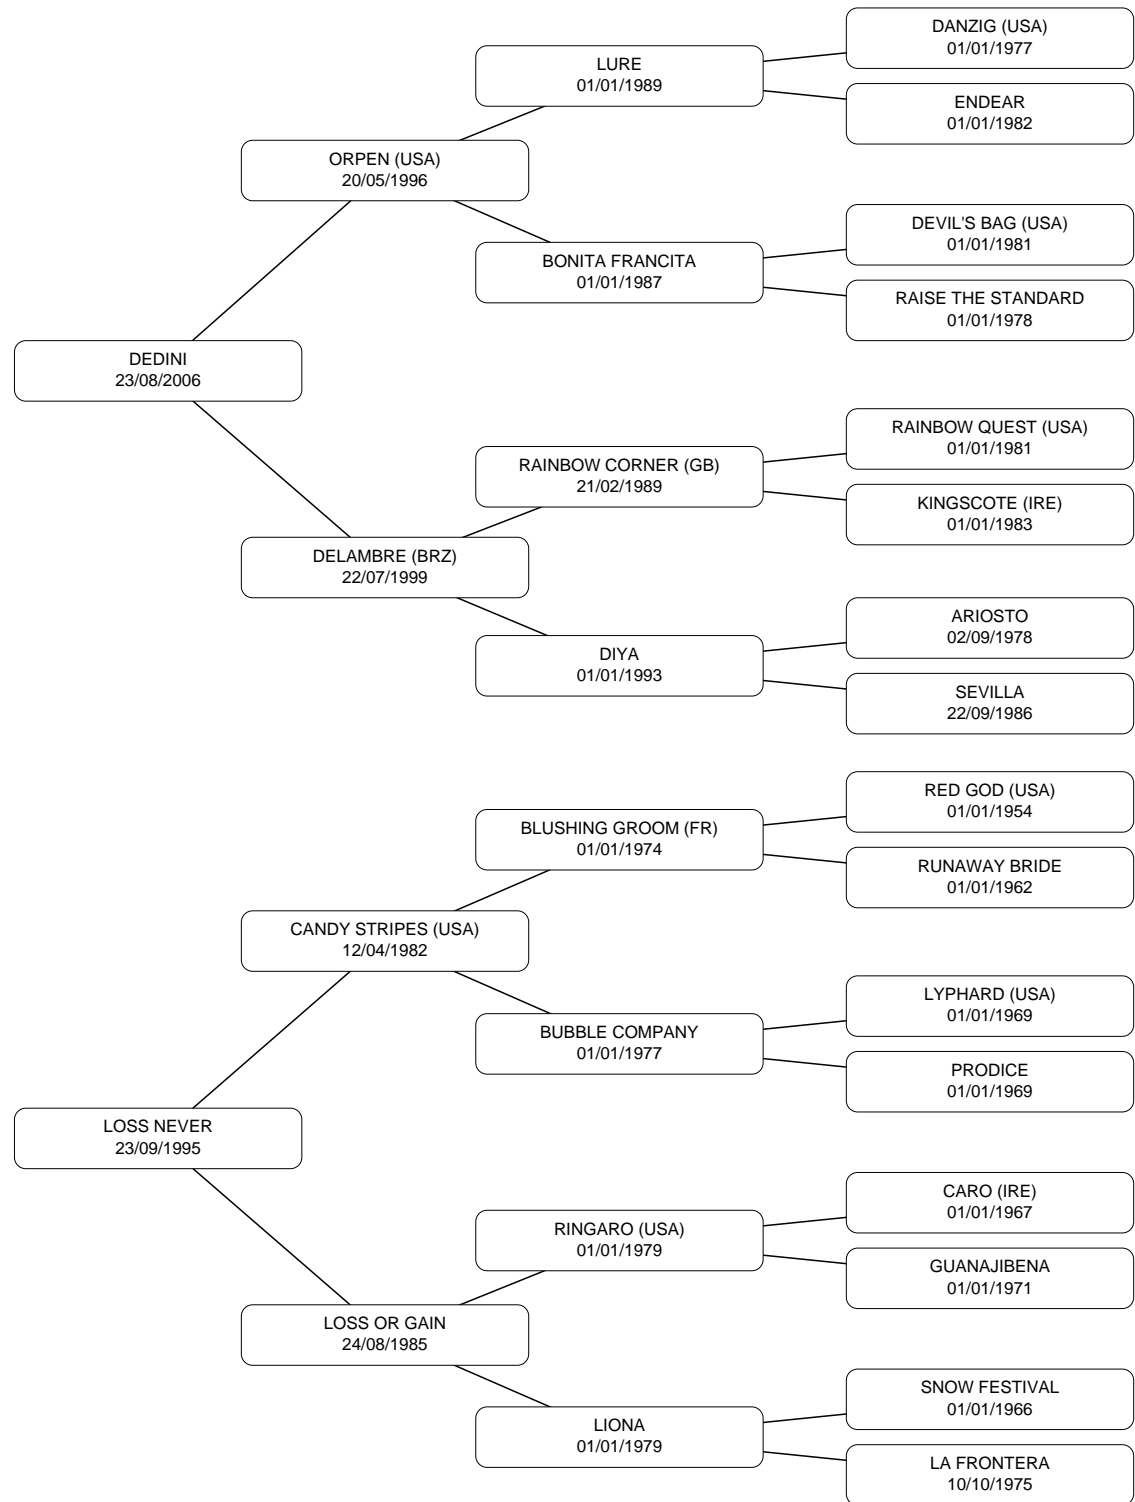 DANZIG (USA)
01/01/1977
LURE
01/01/1989
ENDEAR
01/01/1982
ORPEN (USA)
20/05/1996
DEVIL'S BAG (USA)
01/01/1981
BONITA FRANCITA
01/01/1987
RAISE THE STANDARD
01/01/1978
DEDINI
23/08/2006
RAINBOW QUEST (USA)
01/01/1981
RAINBOW CORNER (GB)
21/02/1989
KINGSCOTE (IRE)
01/01/1983
DELAMBRE (BRZ)
22/07/1999
ARIOSTO
02/09/1978
DIYA
01/01/1993
SEVILLA
22/09/1986
RED GOD (USA)
01/01/1954
BLUSHING GROOM (FR)
01/01/1974
RUNAWAY BRIDE
01/01/1962
CANDY STRIPES (USA)
12/04/1982
LYPHARD (USA)
01/01/1969
BUBBLE COMPANY
01/01/1977
PRODICE
01/01/1969
LOSS NEVER
23/09/1995
CARO (IRE)
01/01/1967
RINGARO (USA)
01/01/1979
GUANAJIBENA
01/01/1971
LOSS OR GAIN
24/08/1985
SNOW FESTIVAL
01/01/1966
LIONA
01/01/1979
LA FRONTERA
10/10/1975